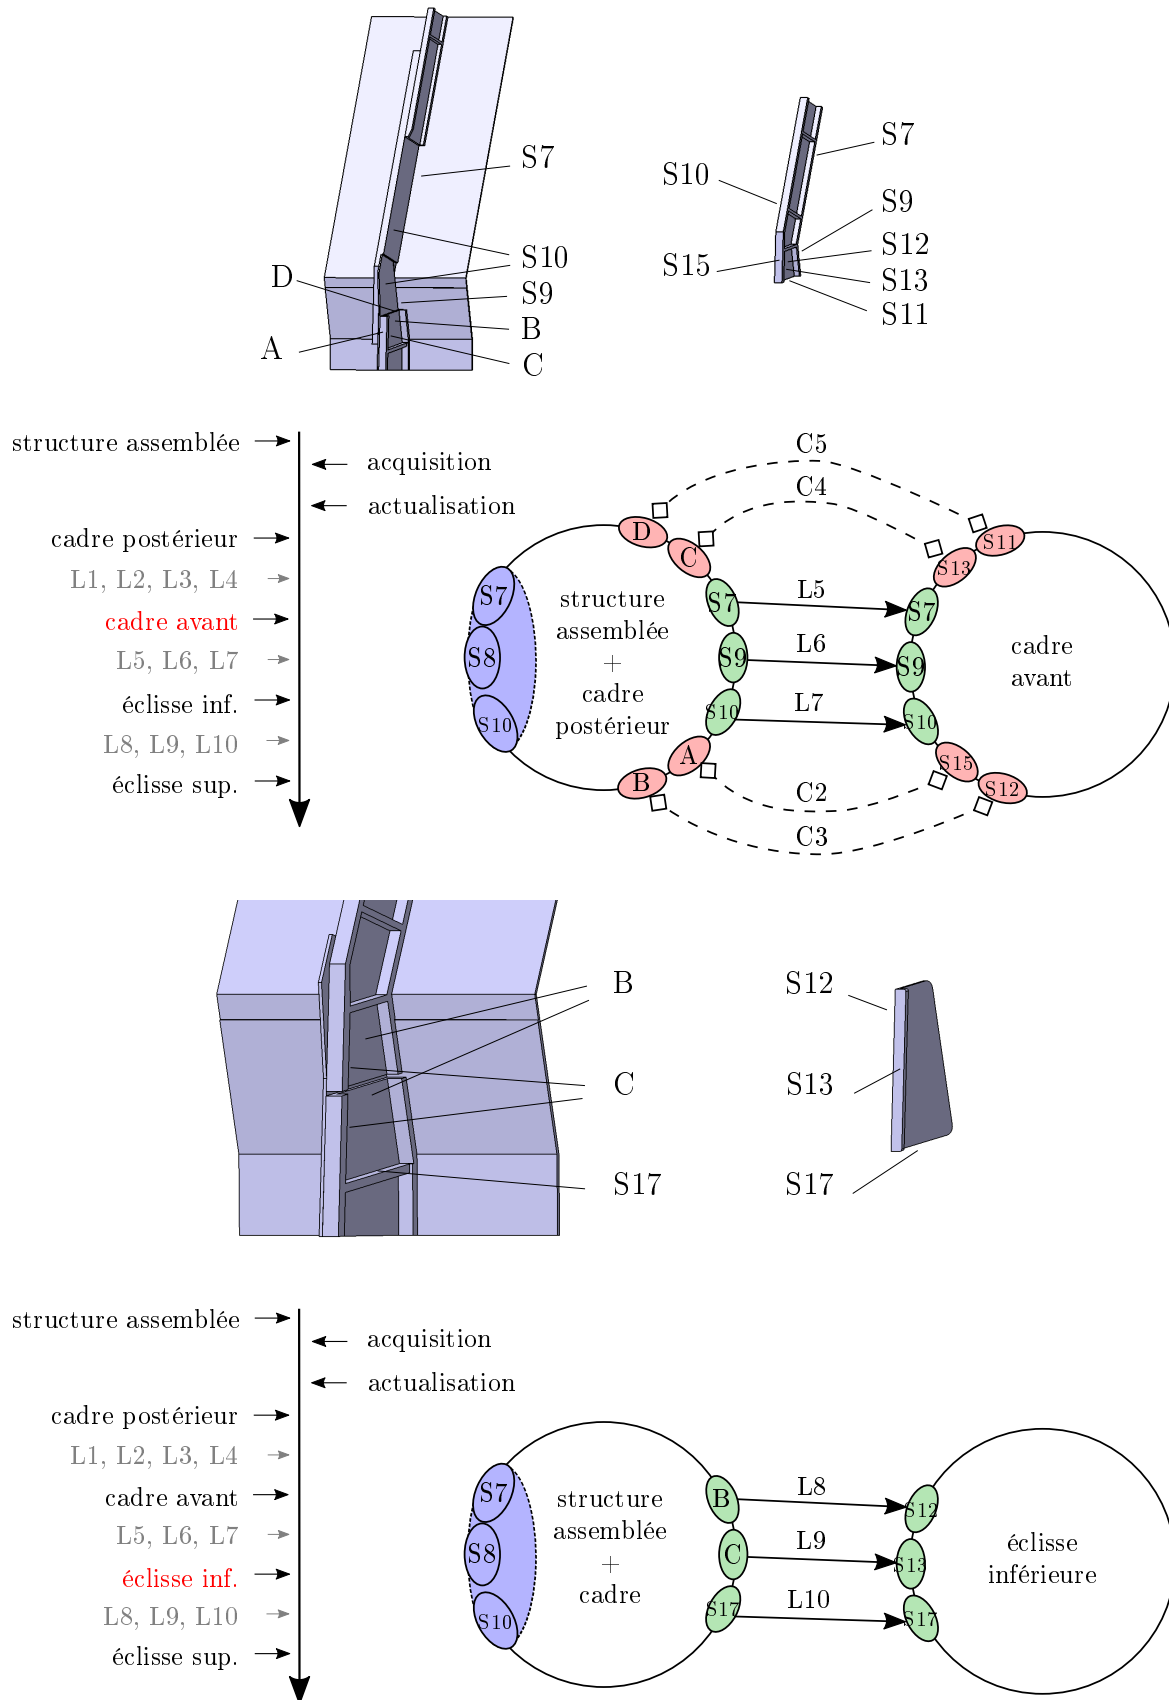 S7
S10
S9
D
B
A
C
S7
S10
S9
S12
S15
S13
S11
structure assemblée
acquisition
actualisation
cadre postérieur
L1, L2, L3, L4
cadre avant
L5, L6, L7
éclisse inf.
L8, L9, L10
éclisse sup.
C5
C4
D
C
S11
S13
S7
S8
S10
structure
assemblée
+
cadre
postérieur
S7
S9
S10
L5
L6
L7
S7
S9
S10
cadre
avant
A
B
S15
S12
C2
C3
B
C
S17
S12
S13
S17
structure assemblée
acquisition
actualisation
cadre postérieur
L1, L2, L3, L4
cadre avant
L5, L6, L7
éclisse inf.
L8, L9, L10
éclisse sup.
S7
S8
S10
structure
assemblée
+
cadre
B
C
S17
L8
L9
L10
S12
S13
S17
éclisse
inférieure